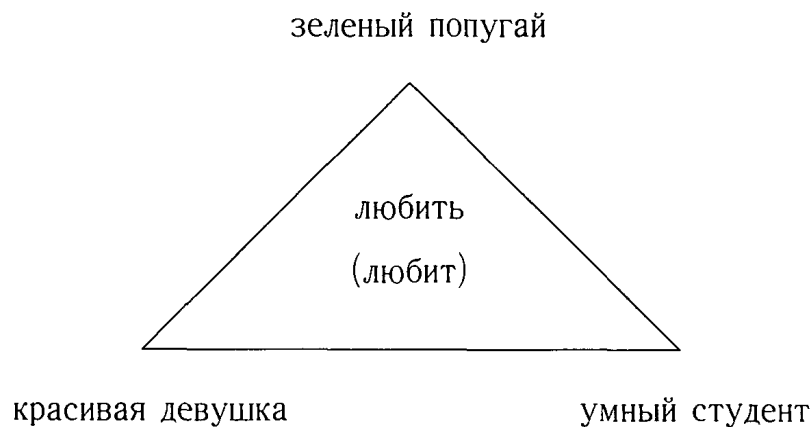 зеленый попугай
любить
(любит)
красивая девушка
умный студент